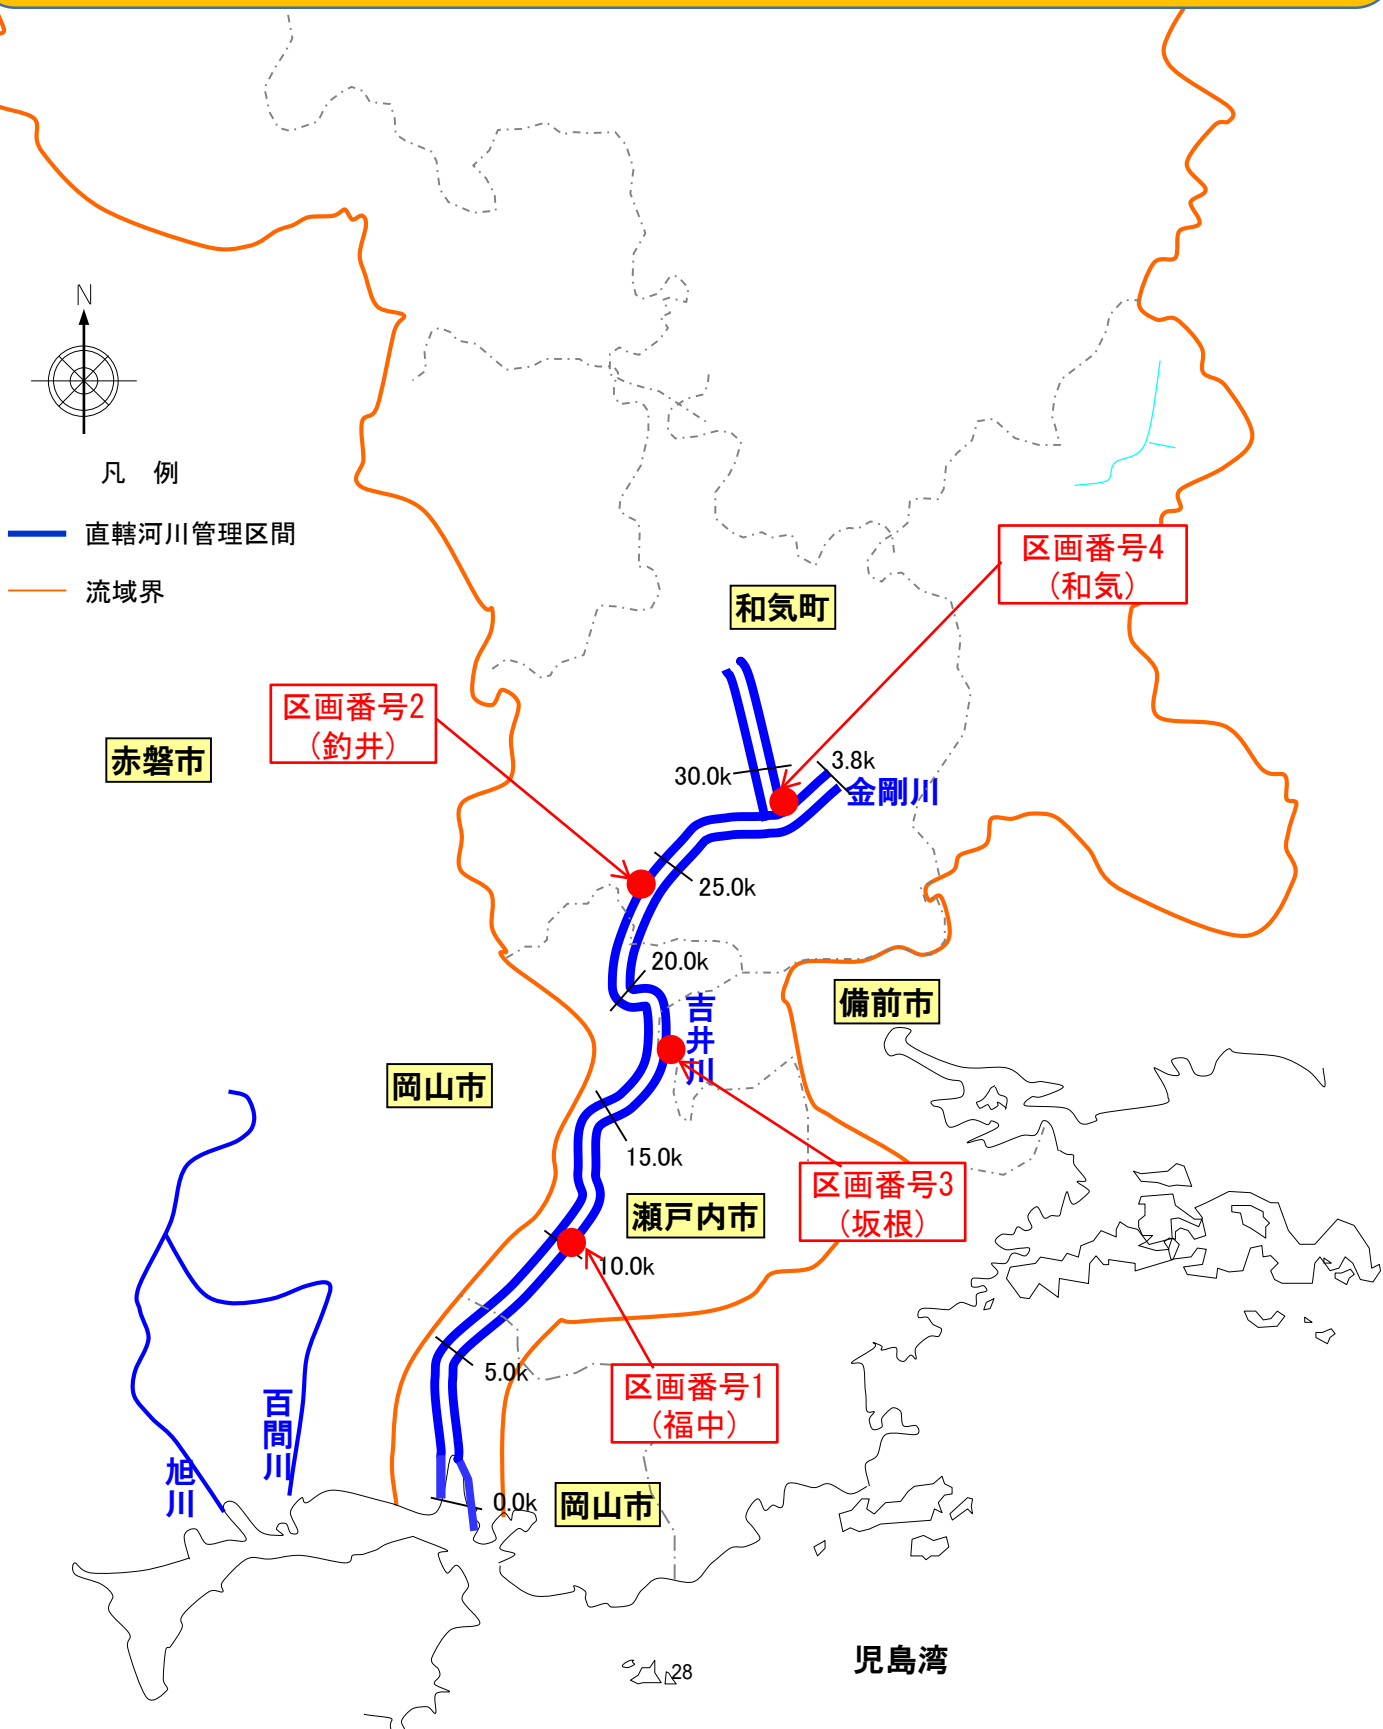 N
凡 例
直轄河川管理区間
流域界
区画番号4
(和気)
和気町
区画番号2
(釣井)
赤磐市
30.0k
3.8k
金剛川
25.0k
20.0k
吉井川
備前市
岡山市
15.0k
区画番号3
(坂根)
瀬戸内市
10.0k
5.0k
区画番号1
(福中)
百間川
旭川
0.0k
岡山市
児島湾
28